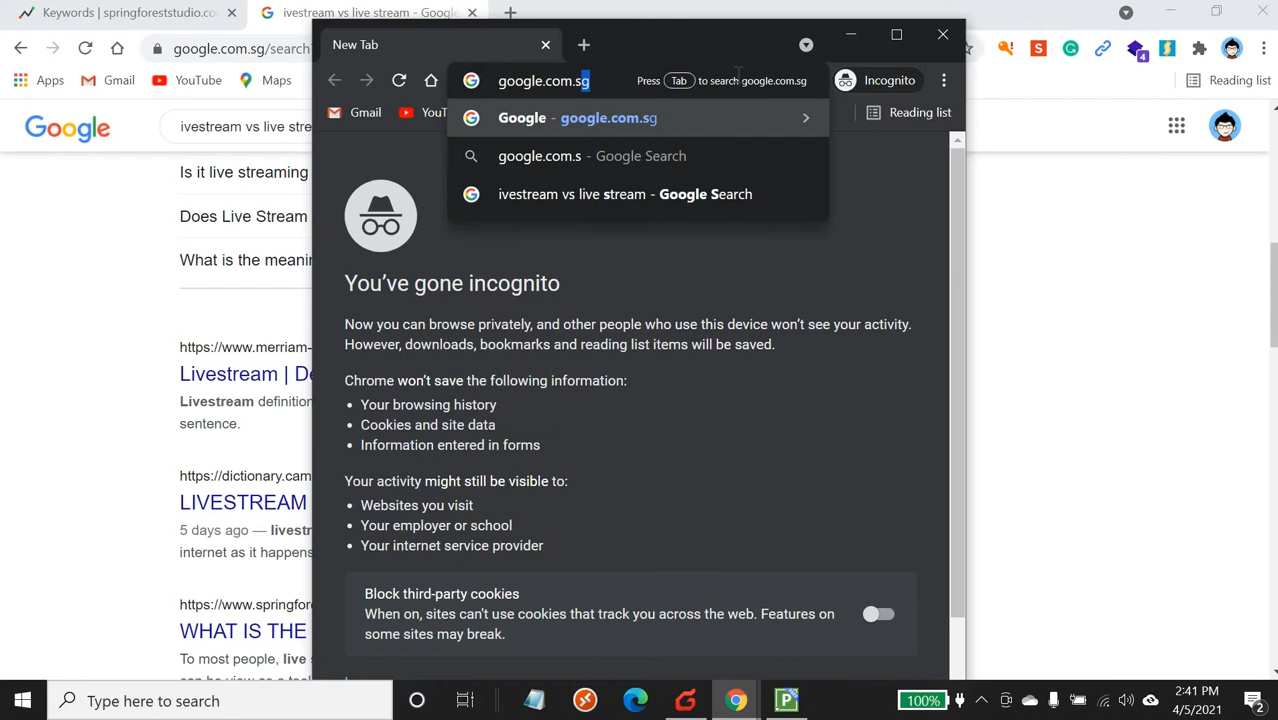 Keywords | springforeststudio.co
ivestream vs live stream - Googl
google.com.sg/search
Apps
Gmail
YouTube
Maps
4
Reading list
Google
ivestream vs live stre
Is it live streaming
Does Live Stream
What is the meanin
https://www.merriam-
Livestream | De
Livestream definition
sentence.
https://dictionary.cam
LIVESTREAM
5 days ago — livestr
internet as it happens
https://www.springfor
WHAT IS THE
To most people, live s
can be view as a tool
New Tab
google.com.sg
Press Tab to search google.com.sg
Incognito
Gmail
YouT
Reading list
Google - google.com.sg
google.com.s - Google Search
ivestream vs live stream - Google Search
You've gone incognito
Now you can browse privately, and other people who use this device won't see your activity.
However, downloads, bookmarks and reading list items will be saved.
Chrome won't save the following information:
• Your browsing history
• Cookies and site data
• Information entered in forms
Your activity might still be visible to:
• Websites you visit
• Your employer or school
• Your internet service provider
Block third-party cookies
When on, sites can't use cookies that track you across the web. Features on
some sites may break.
Type here to search
100%
2:41 PM
4/5/2021
2